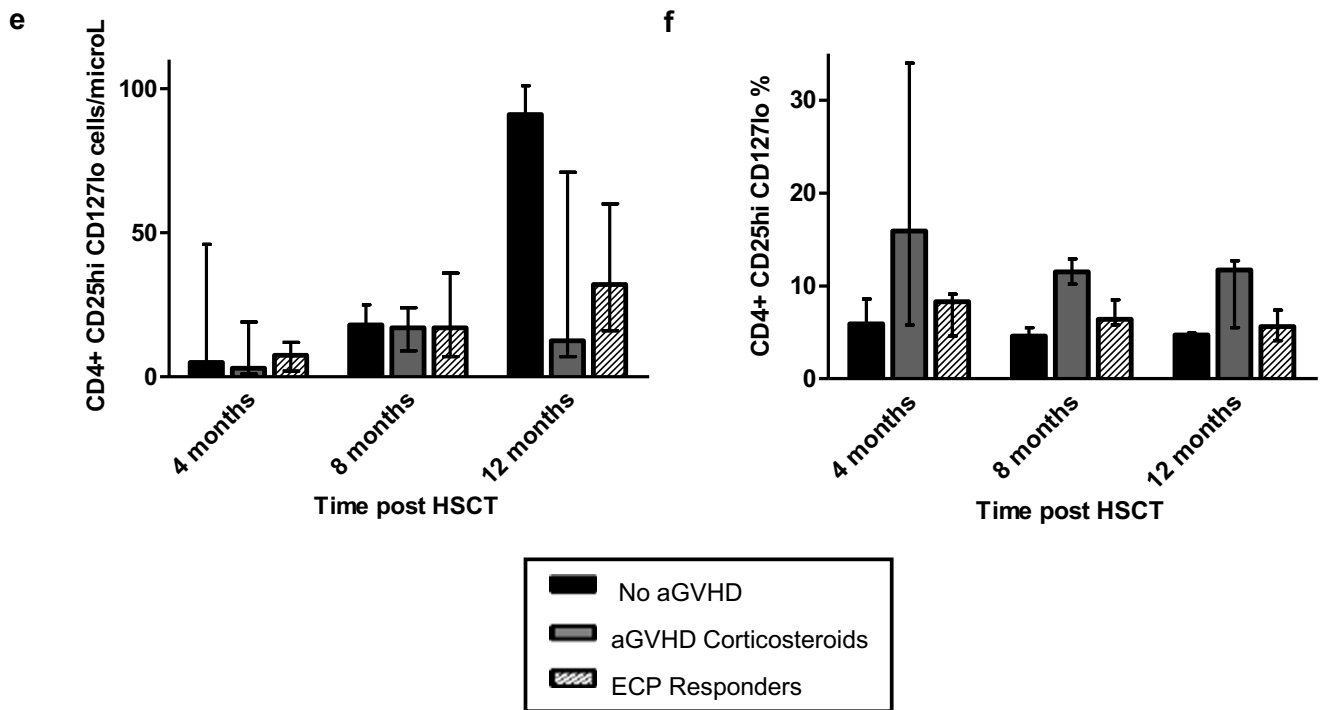 e
CD4+ CD25hi CD127lo cells/microL
100
50
0
4 months
8 months
12 months
Time post HSCT
f
CD4+ CD25hi CD127lo %
30
20
10
0
4 months
8 months
12 months
Time post HSCT
No aGVHD
aGVHD Corticosteroids
ECP Responders